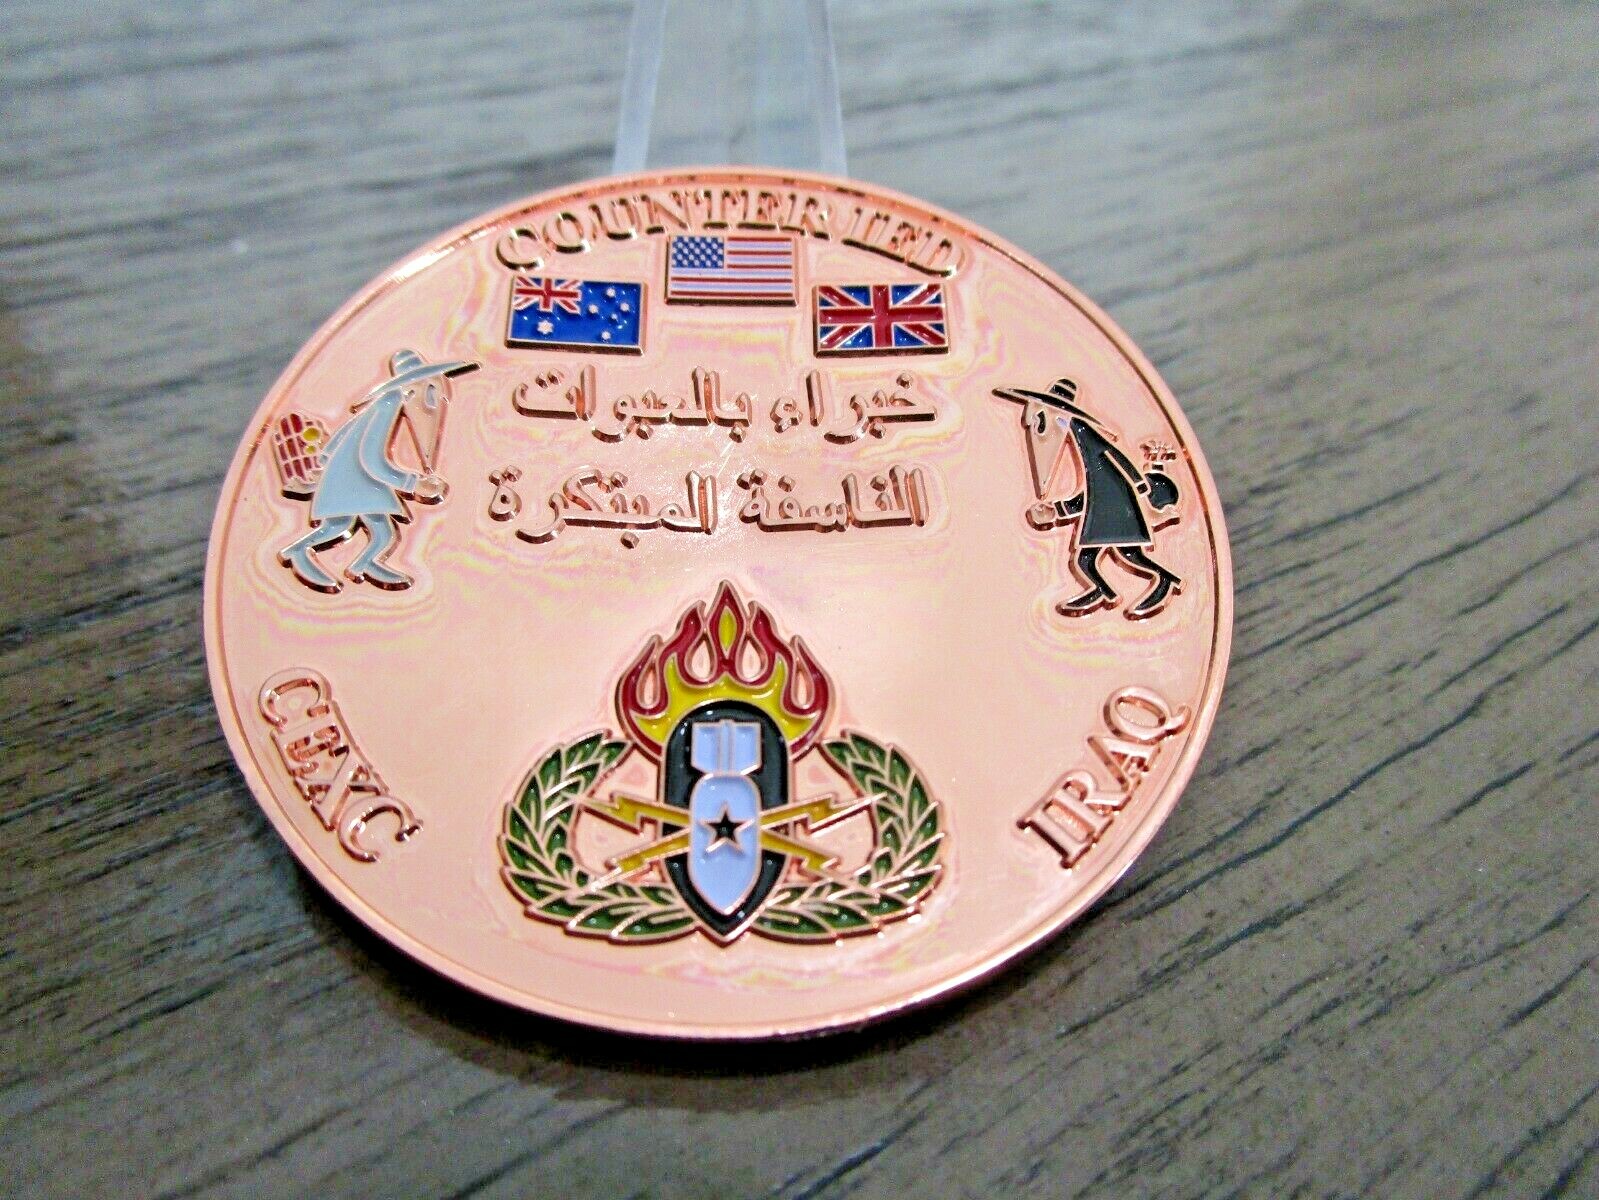 COUNTER IED
خبراء بالعبوات
الناسفة المبتكرة
CEXC
IRAQ